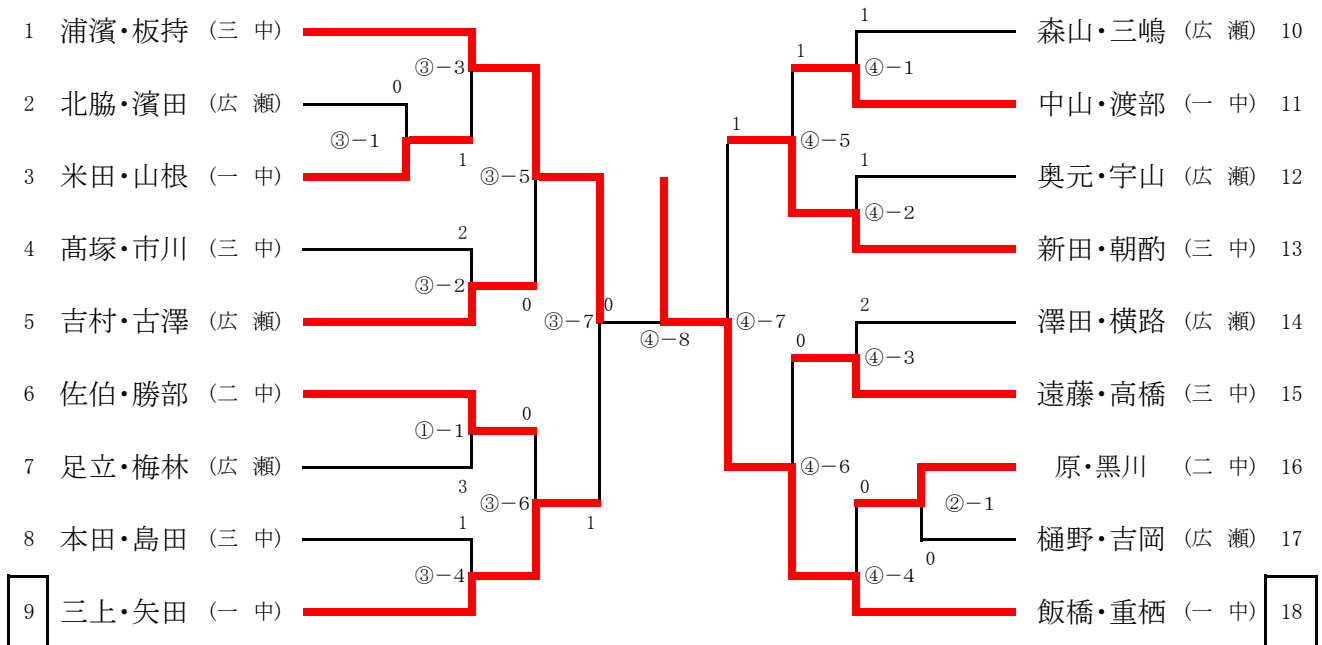 1 浦濱・板持 (三 中)
2 北脇・濱田 (広 瀬)
3 米田・山根 (一 中)
4 髙塚・市川 (三 中)
5 吉村・古澤 (広 瀬)
6 佐伯・勝部 (二 中)
7 足立・梅林 (広 瀬)
8 本田・島田 (三 中)
9 三上・矢田 (一 中)
③-3
0
③-1
1
③-5
2
③-2
0
③-7
0
①-1
3
0
③-6
1
1
③-4
④-8
④-7
1
1
④-5
1
④-1
1
④-2
2
④-3
0
④-6
0
②-1
0
④-4
森山・三嶋 (広 瀬) 10
中山・渡部 (一 中) 11
奥元・宇山 (広 瀬) 12
新田・朝酌 (三 中) 13
澤田・横路 (広 瀬) 14
遠藤・高橋 (三 中) 15
原・黑川 (二 中) 16
樋野・吉岡 (広 瀬) 17
飯橋・重栖 (一 中) 18